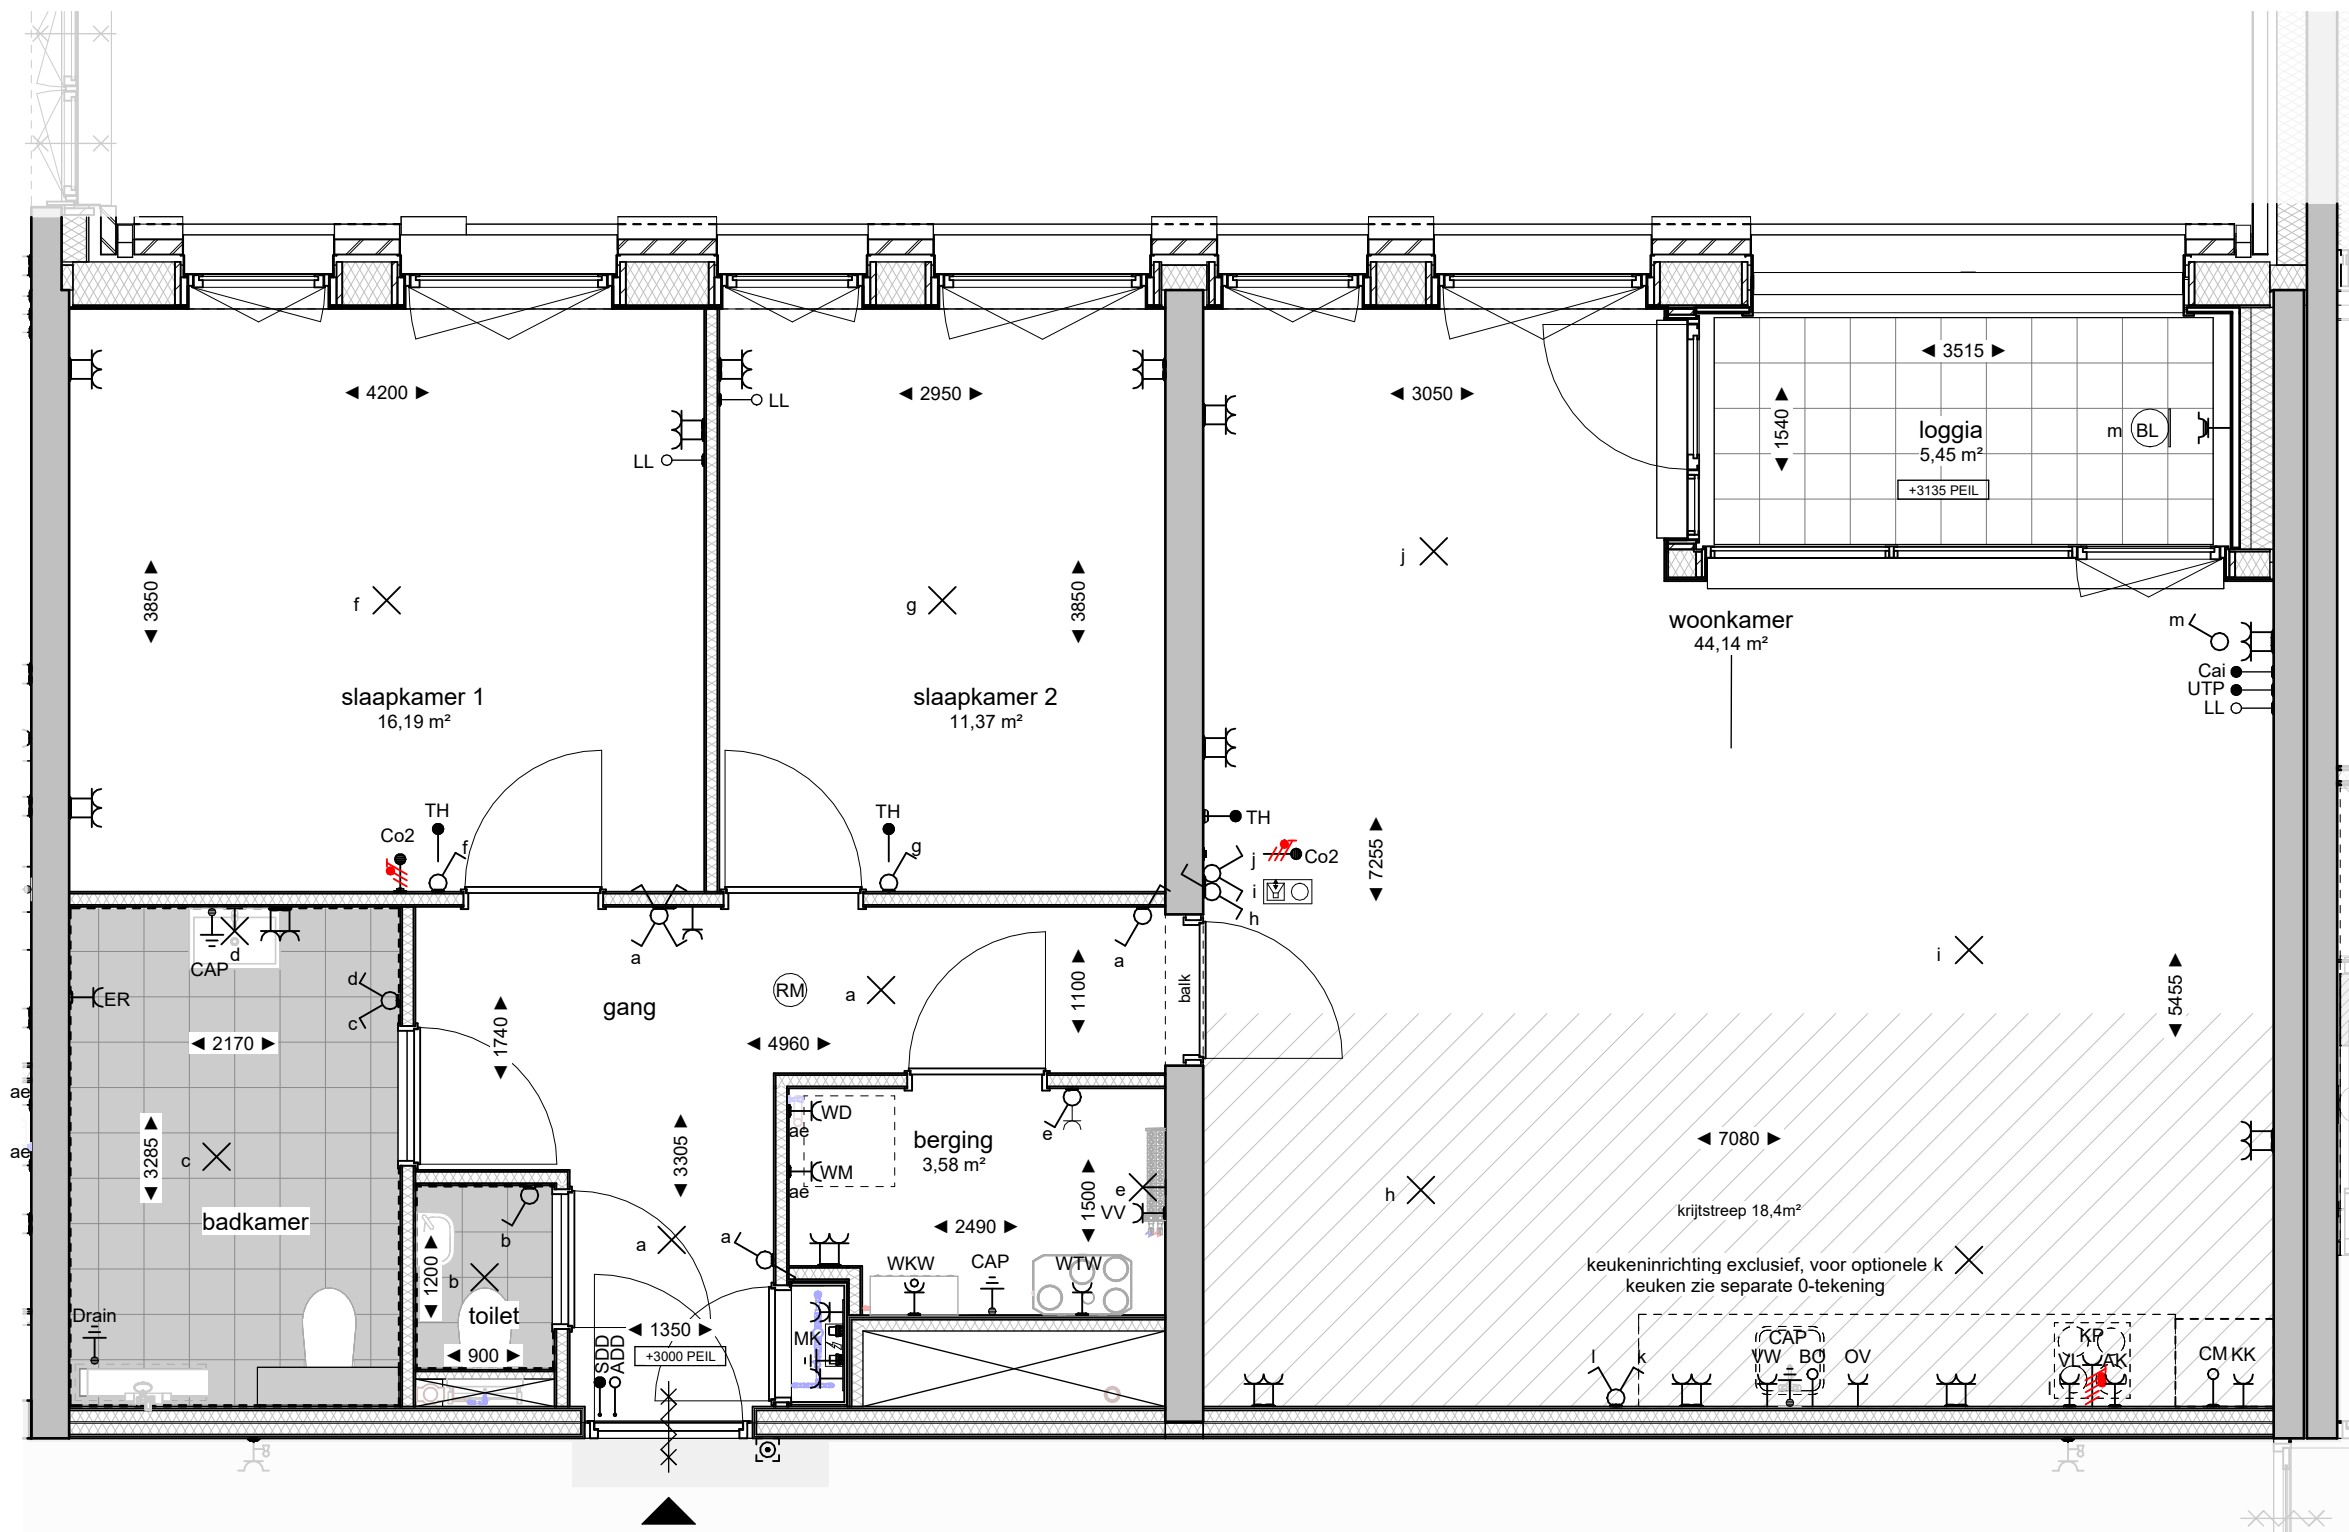 ◄ 4200 ►
LL
◄ 2950 ►
LL
◄ 3050 ►
◄ 3515 ►
◄ 1540 ►
loggia
5,45 m²
m
BL
+3135 PEIL
◄ 3850 ►
f
g
◄ 3850 ►
j
slaapkamer 1
16,19 m²
slaapkamer 2
11,37 m²
woonkamer
44,14 m²
m
Cai
UTP
LL
TH
Co2
f
TH
g
TH
j
Co2
i
h
◄ 7255 ►
CAP
d
ER
d
c
◄ 2170 ►
a
gang
RM
a
a
◄ 1740 ►
◄ 4960 ►
◄ 1100 ►
balk
i
◄ 5455 ►
ae
ae
◄ 3285 ►
c
badkamer
◄ 3305 ►
WD
ae
WM
ae
berging
3,58 m²
e
e
VV
◄ 1500 ►
◄ 2490 ►
◄ 7080 ►
h
krijtstreep 18,4m²
keukeninrichting exclusief, voor optionele k
keuken zie separate 0-tekening
b
b
◄ 1200 ►
toilet
◄ 900 ►
a
a
WKW
CAP
WTW
Drain
◄ 1350 ►
+3000 PEIL
SDD
ADD
MK
l
k
CAP
VW
BO
OV
KP
VL
AK
l
CM
KK